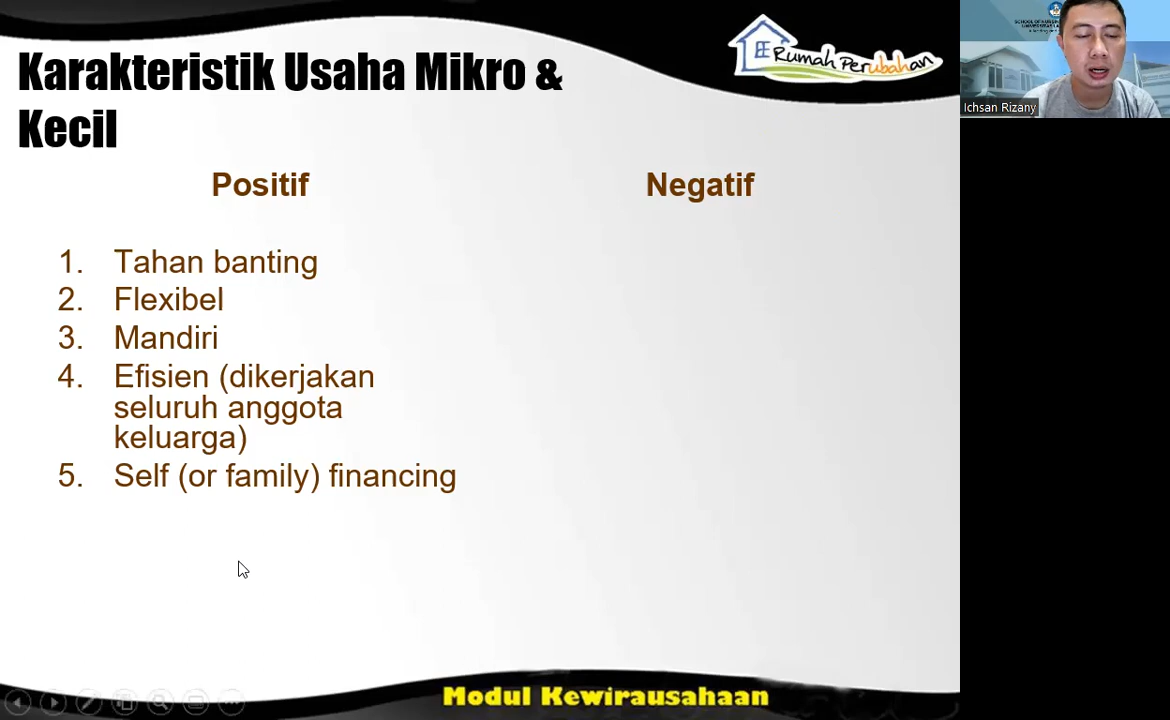 Karakteristik Usaha Mikro &
Kecil
Rumah Perubahan
Positif
Negatif
1. Tahan banting
2. Flexibel
3. Mandiri
4. Efisien (dikerjakan
seluruh anggota
keluarga)
5. Self (or family) financing
Modul Kewirausahaan
Ichsan Rizany